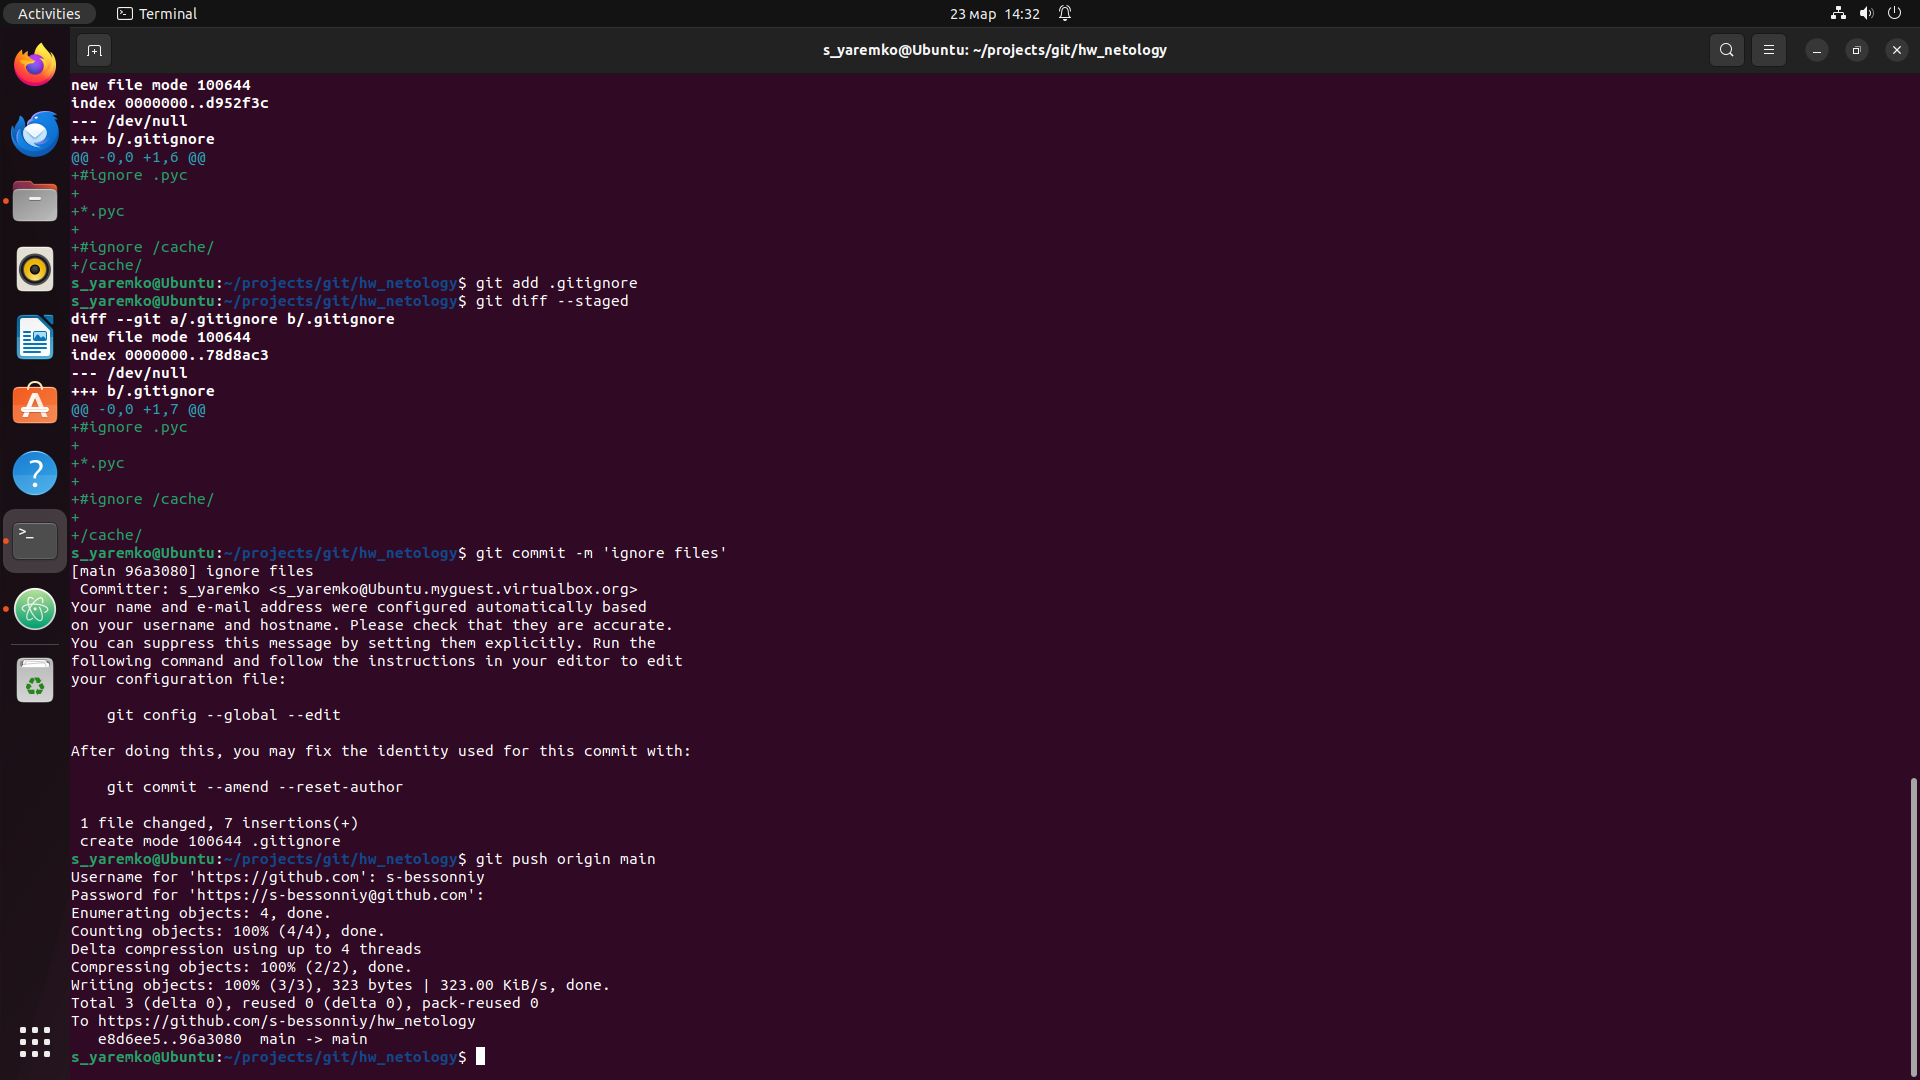 Activities
Terminal
23 мар 14:32
s_yaremko@Ubuntu: ~/projects/git/hw_netology
new file mode 100644
index 0000000..d952f3c
--- /dev/null
+++ b/.gitignore
@@ -0,0 +1,6 @@
+#ignore .pyc
+
+*.pyc
+
+#ignore /cache/
+/cache/
s_yaremko@Ubuntu:~/projects/git/hw_netology$ git add .gitignore
s_yaremko@Ubuntu:~/projects/git/hw_netology$ git diff --staged
diff --git a/.gitignore b/.gitignore
new file mode 100644
index 0000000..78d8ac3
--- /dev/null
+++ b/.gitignore
@@ -0,0 +1,7 @@
+#ignore .pyc
+
+*.pyc
+
+#ignore /cache/
+
+/cache/
s_yaremko@Ubuntu:~/projects/git/hw_netology$ git commit -m 'ignore files'
[main 96a3080] ignore files
 Committer: s_yaremko <s_yaremko@Ubuntu.myguest.virtualbox.org>
Your name and e-mail address were configured automatically based
on your username and hostname. Please check that they are accurate.
You can suppress this message by setting them explicitly. Run the
following command and follow the instructions in your editor to edit
your configuration file:
    git config --global --edit
After doing this, you may fix the identity used for this commit with:
    git commit --amend --reset-author
 1 file changed, 7 insertions(+)
 create mode 100644 .gitignore
s_yaremko@Ubuntu:~/projects/git/hw_netology$ git push origin main
Username for 'https://github.com': s-bessonniy
Password for 'https://s-bessonniy@github.com':
Enumerating objects: 4, done.
Counting objects: 100% (4/4), done.
Delta compression using up to 4 threads
Compressing objects: 100% (2/2), done.
Writing objects: 100% (3/3), 323 bytes | 323.00 KiB/s, done.
Total 3 (delta 0), reused 0 (delta 0), pack-reused 0
To https://github.com/s-bessonniy/hw_netology
   e8d6ee5..96a3080  main -> main
s_yaremko@Ubuntu:~/projects/git/hw_netology$